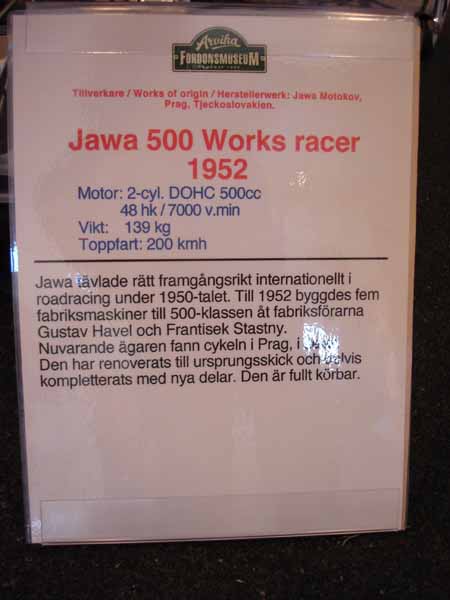 Arvika
FORDONSMUSEUM
Tillverkare / Works of origin / Herstellerwerk: Jawa Motokov,
Prag, Tjeckoslovakien.
Jawa 500 Works racer
1952
Motor: 2-cyl. DOHC 500cc
48 hk / 7000 v.min
Vikt: 139 kg
Toppfart: 200 kmh
Jawa tävlade rätt framgångsrikt internationellt i
roadracing under 1950-talet. Till 1952 byggdes fem
fabriksmaskiner till 500-klassen åt fabriksförarna
Gustav Havel och Frantisek Stastny.
Nuvarande ägaren fann cykeln i Prag, i
Den har renoverats till ursprungsskick och delvis
kompletterats med nya delar. Den är fullt körbar.